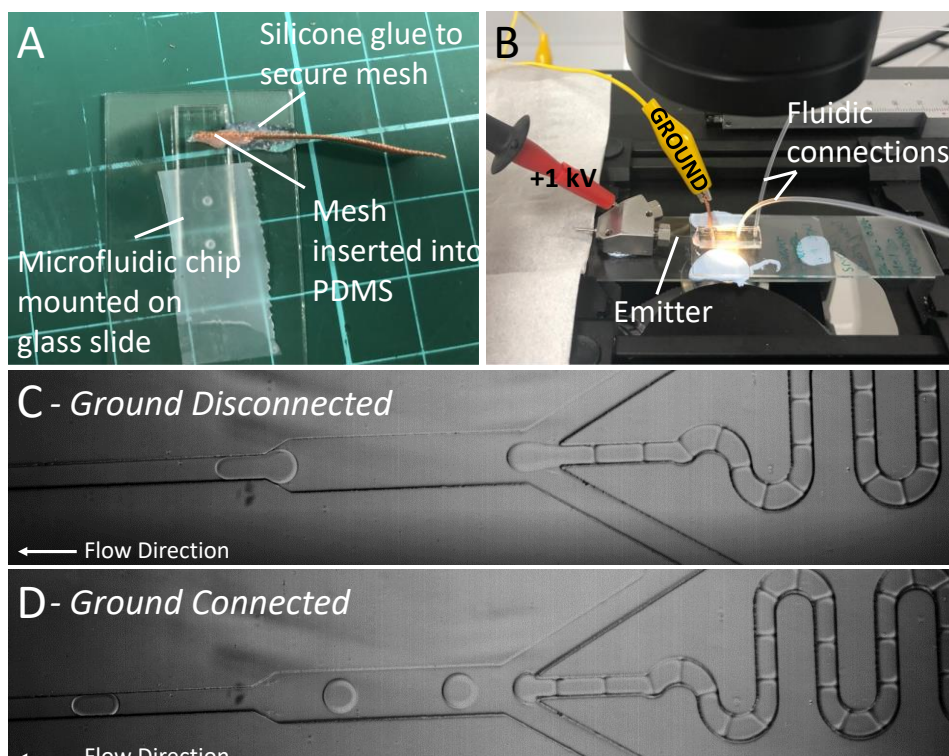 A
Silicone glue to
secure mesh
Mesh
inserted into
PDMS
Microfluidic chip
mounted on
glass slide
B
GROUND
+1 kV
Fluidic
connections
Emitter
C - Ground Disconnected
Flow Direction
D - Ground Connected
Flow Direction